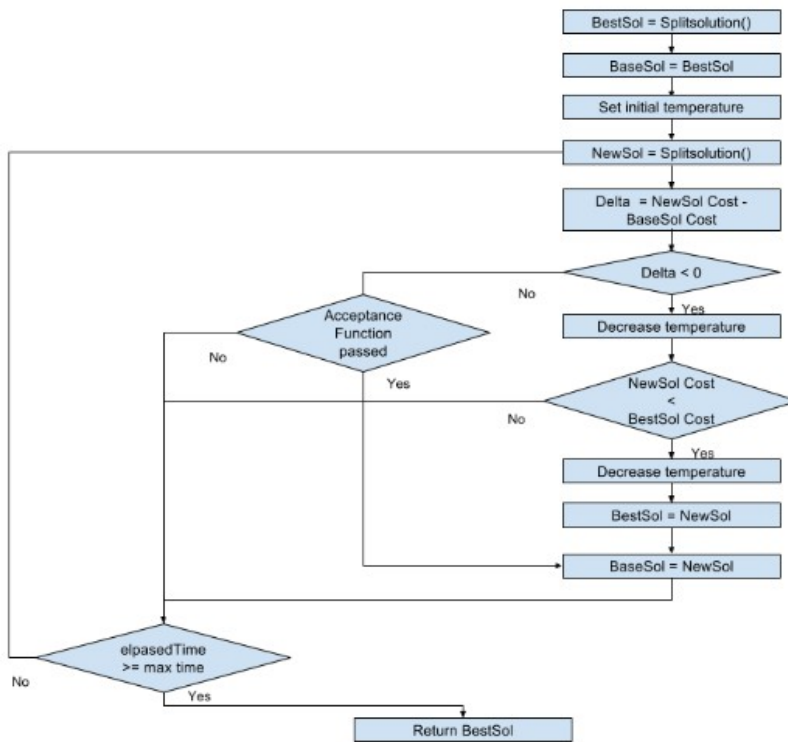 BestSol = Splitsolution()
BaseSol = BestSol
Set initial temperature
NewSol = Splitsolution()
Delta = NewSol Cost -
BaseSol Cost
Delta < 0
No
Yes
Acceptance
Function
passed
No
Yes
Decrease temperature
NewSol Cost
<
BestSol Cost
No
Yes
Decrease temperature
BestSol = NewSol
BaseSol = NewSol
elpasedTime
>= max time
No
Yes
Return BestSol